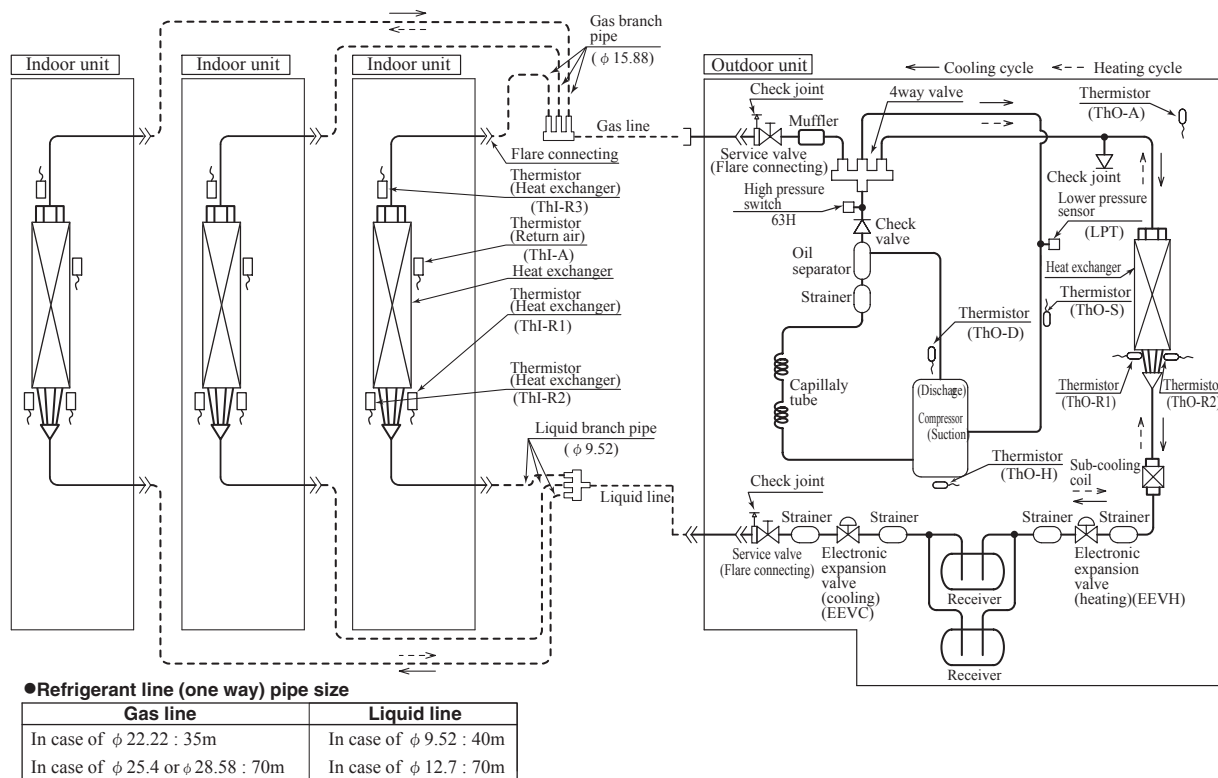 Gas branch
pipe
( φ 15.88)
Indoor unit
Indoor unit
Indoor unit
Outdoor unit
Cooling cycle
Heating cycle
Check joint
4way valve
Thermistor
(ThO-A)
Muffler
Gas line
Service valve
(Flare connecting)
Flare connecting
Check joint
Thermistor
(Heat exchanger)
(ThI-R3)
High pressure
switch
63H
Lower pressure
sensor
(LPT)
Check
valve
Thermistor
(Return air)
(ThI-A)
Oil
separator
Heat exchanger
Heat exchanger
Strainer
Thermistor
(Heat exchanger)
(ThI-R1)
Thermistor
(ThO-S)
Thermistor
(ThO-D)
Thermistor
(Heat exchanger)
(ThI-R2)
Capillaly
tube
(Dischage)
Compressor
(Suction)
Thermistor
(ThO-R1)
Thermistor
(ThO-R2)
Liquid branch pipe
( φ 9.52)
Thermistor
(ThO-H)
Sub-cooling
coil
Liquid line
Check joint
Strainer
Strainer
Strainer
Strainer
Service valve
(Flare connecting)
Electronic
expansion
valve
(cooling)
(EEVC)
Receiver
Electronic
expansion
valve
(heating)(EEVH)
Receiver
●Refrigerant line (one way) pipe size
Gas line Liquid line
In case of φ 22.22 : 35m In case of φ 9.52 : 40m
In case of φ 25.4 or φ 28.58 : 70m In case of φ 12.7 : 70m